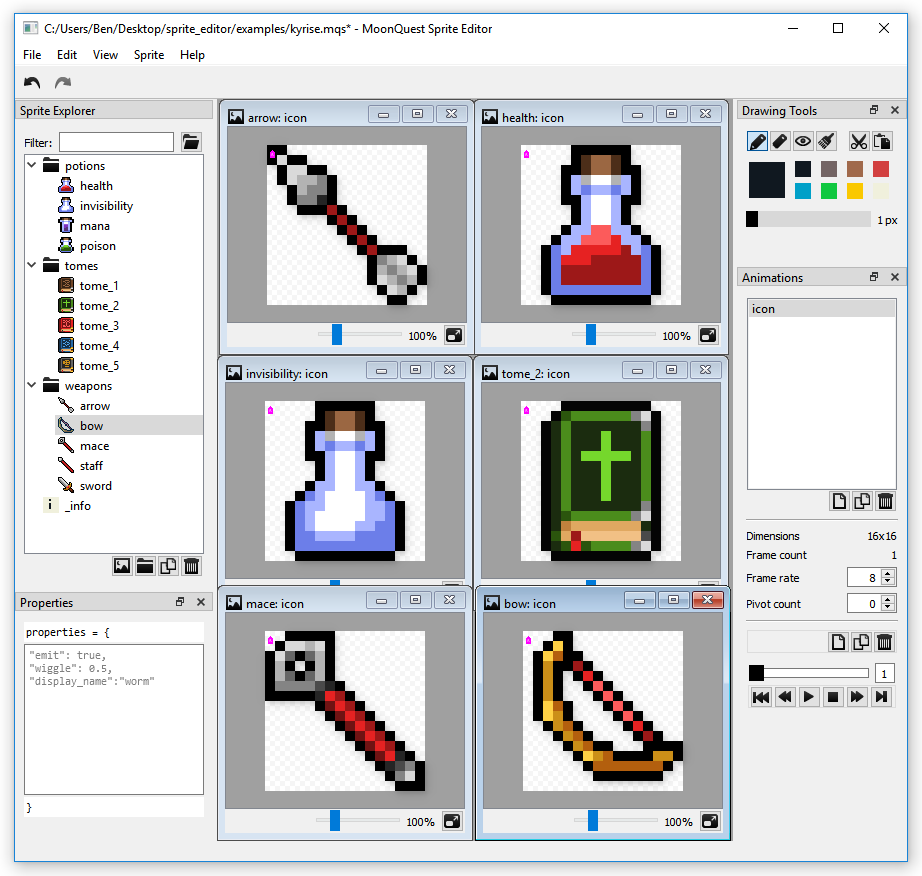 C:/Users/Ben/Desktop/sprite_editor/examples/kyrise.mqs* - MoonQuest Sprite Editor
File Edit View Sprite Help
Sprite Explorer
Filter:
potions
health
invisibility
mana
poison
tomes
tome_1
tome_2
tome_3
tome_4
tome_5
weapons
arrow
bow
mace
staff
sword
i _info
Properties
properties = {
"emit": true,
"wiggle": 0.5,
"display_name":"worm"
}
arrow: icon
100%
health: icon
100%
invisibility: icon
tome_2: icon
mace: icon
100%
bow: icon
100%
Drawing Tools
1 px
Animations
icon
Dimensions 16x16
Frame count 1
Frame rate 8
Pivot count 0
1